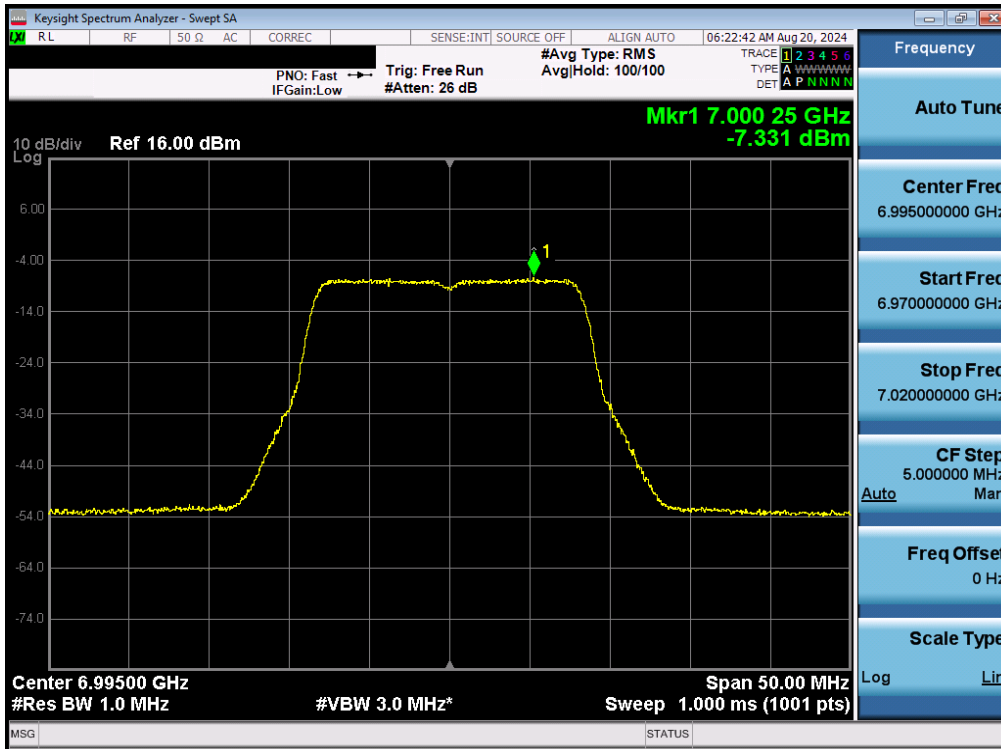 Keysight Spectrum Analyzer - Swept SA
LXI RL RF 50 Ω AC CORREC SENSE:INT SOURCE OFF ALIGN AUTO 06:22:42 AM Aug 20, 2024
PNO: Fast Trig: Free Run #Avg Type: RMS TRACE 1 2 3 4 5 6
IFGain:Low #Atten: 26 dB Avg|Hold: 100/100 TYPE A WWWWW
DET A P N N N N
Mkr1 7.000 25 GHz
-7.331 dBm
10 dB/div Ref 16.00 dBm
Log
6.00
-4.00
-14.0
-24.0
-34.0
-44.0
-54.0
-64.0
-74.0
1
Center 6.99500 GHz Span 50.00 MHz
#Res BW 1.0 MHz #VBW 3.0 MHz* Sweep 1.000 ms (1001 pts)
MSG STATUS
Frequency
Auto Tune
Center Freq
6.995000000 GHz
Start Freq
6.970000000 GHz
Stop Freq
7.020000000 GHz
CF Step
5.000000 MHz
Auto Man
Freq Offset
0 Hz
Scale Type
Log Lin